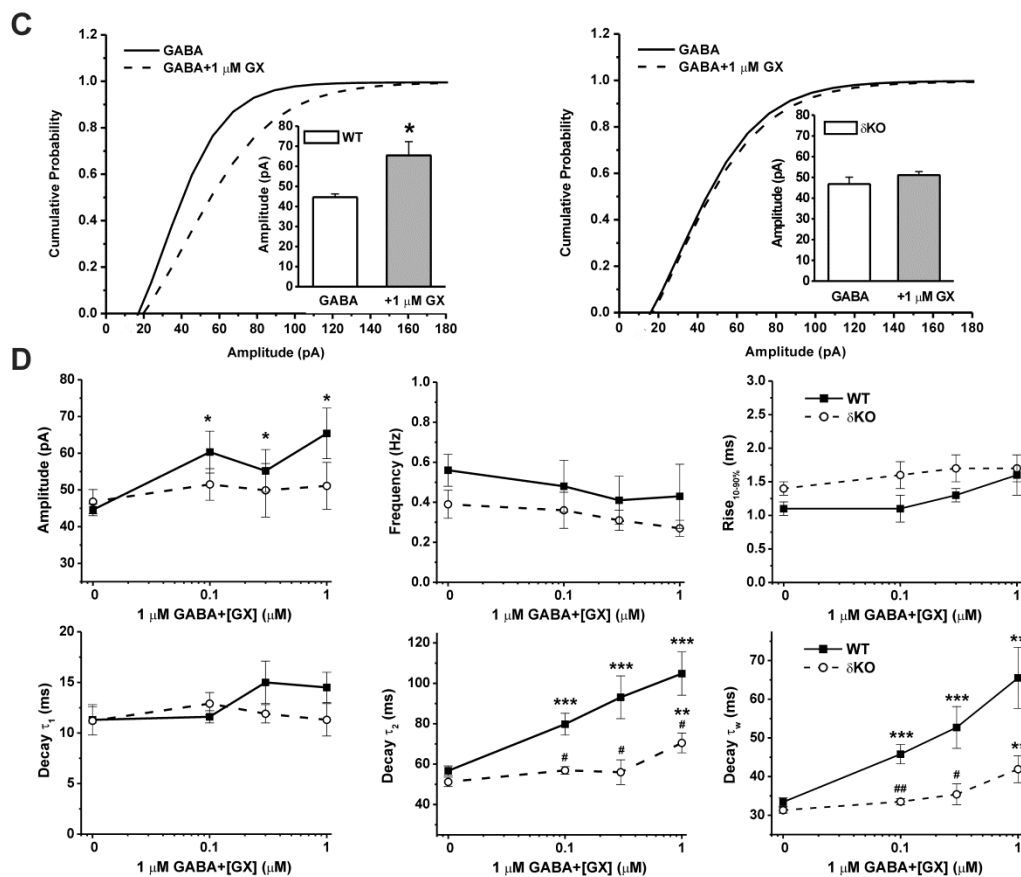 C
GABA
GABA+1 μM GX
Cumulative Probability
1.2
1.0
0.8
0.6
0.4
0.2
0.0
0 20 40 60 80 100 120 140 160 180
Amplitude (pA)
WT
*
Amplitude (pA)
80
70
60
50
40
30
20
10
0
GABA +1 μM GX
GABA
GABA+1 μM GX
Cumulative Probability
1.2
1.0
0.8
0.6
0.4
0.2
0.0
0 20 40 60 80 100 120 140 160 180
Amplitude (pA)
δKO
Amplitude (pA)
80
70
60
50
40
30
20
10
0
GABA +1 μM GX
D
Amplitude (pA)
80
70
60
50
40
30
* * *
0 0.1 1
1 μM GABA+[GX] (μM)
Frequency (Hz)
1.0
0.8
0.6
0.4
0.2
0.0
0 0.1 1
1 μM GABA+[GX] (μM)
WT
δKO
Rise10-90% (ms)
3.0
2.5
2.0
1.5
1.0
0.5
0.0
0 0.1 1
1 μM GABA+[GX] (μM)
Decay τ1 (ms)
20
15
10
5
0
0 0.1 1
1 μM GABA+[GX] (μM)
Decay τ2 (ms)
120
100
80
60
40
20
*** *** ***
**
# # #
0 0.1 1
1 μM GABA+[GX] (μM)
WT
δKO
Decay τw (ms)
70
60
50
40
30
20
*** ***
## #
0 0.1 1
1 μM GABA+[GX] (μM)